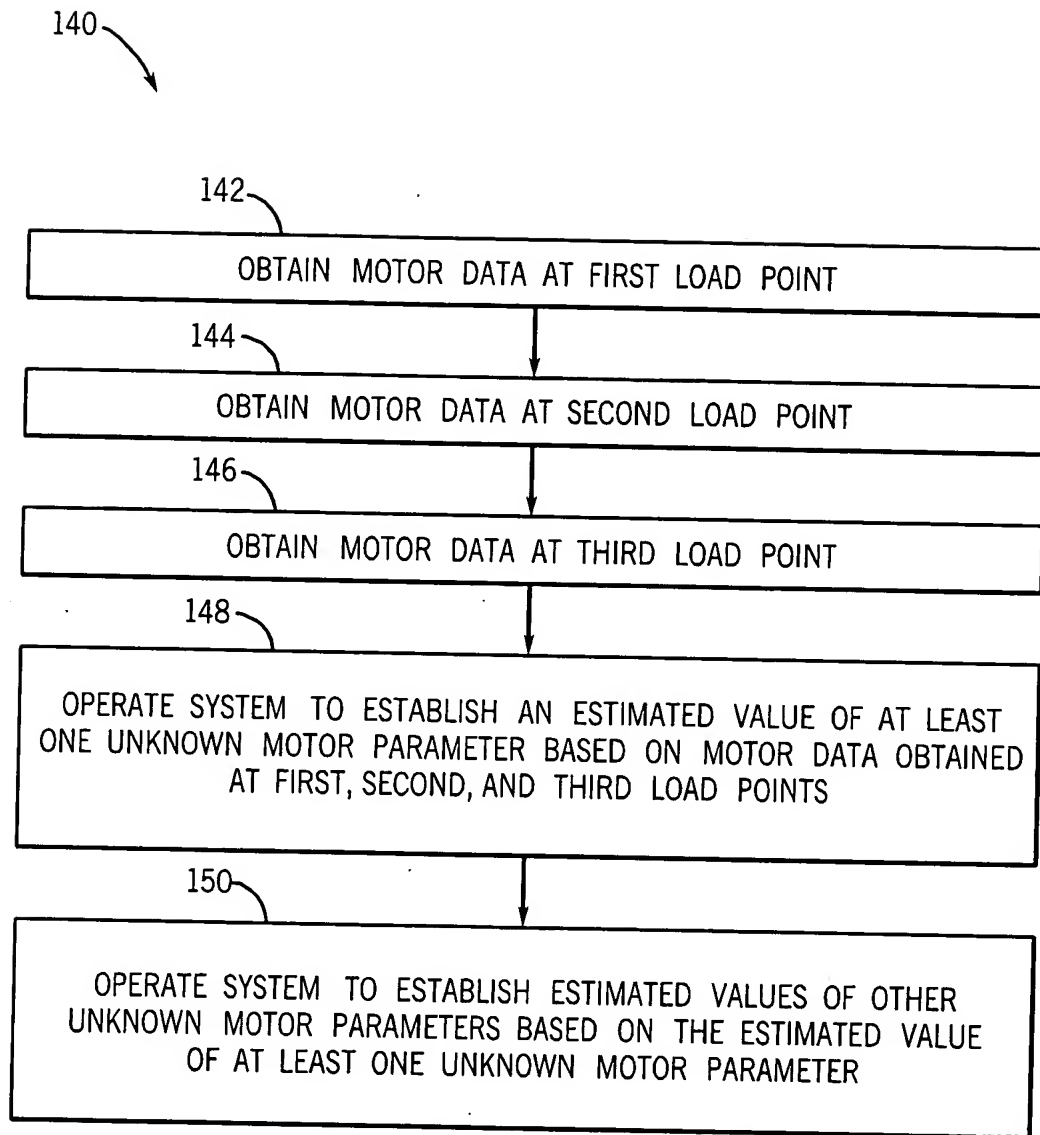 140
142
OBTAIN MOTOR DATA AT FIRST LOAD POINT
144
OBTAIN MOTOR DATA AT SECOND LOAD POINT
146
OBTAIN MOTOR DATA AT THIRD LOAD POINT
148
OPERATE SYSTEM TO ESTABLISH AN ESTIMATED VALUE OF AT LEAST
ONE UNKNOWN MOTOR PARAMETER BASED ON MOTOR DATA OBTAINED
AT FIRST, SECOND, AND THIRD LOAD POINTS
150
OPERATE SYSTEM TO ESTABLISH ESTIMATED VALUES OF OTHER
UNKNOWN MOTOR PARAMETERS BASED ON THE ESTIMATED VALUE
OF AT LEAST ONE UNKNOWN MOTOR PARAMETER